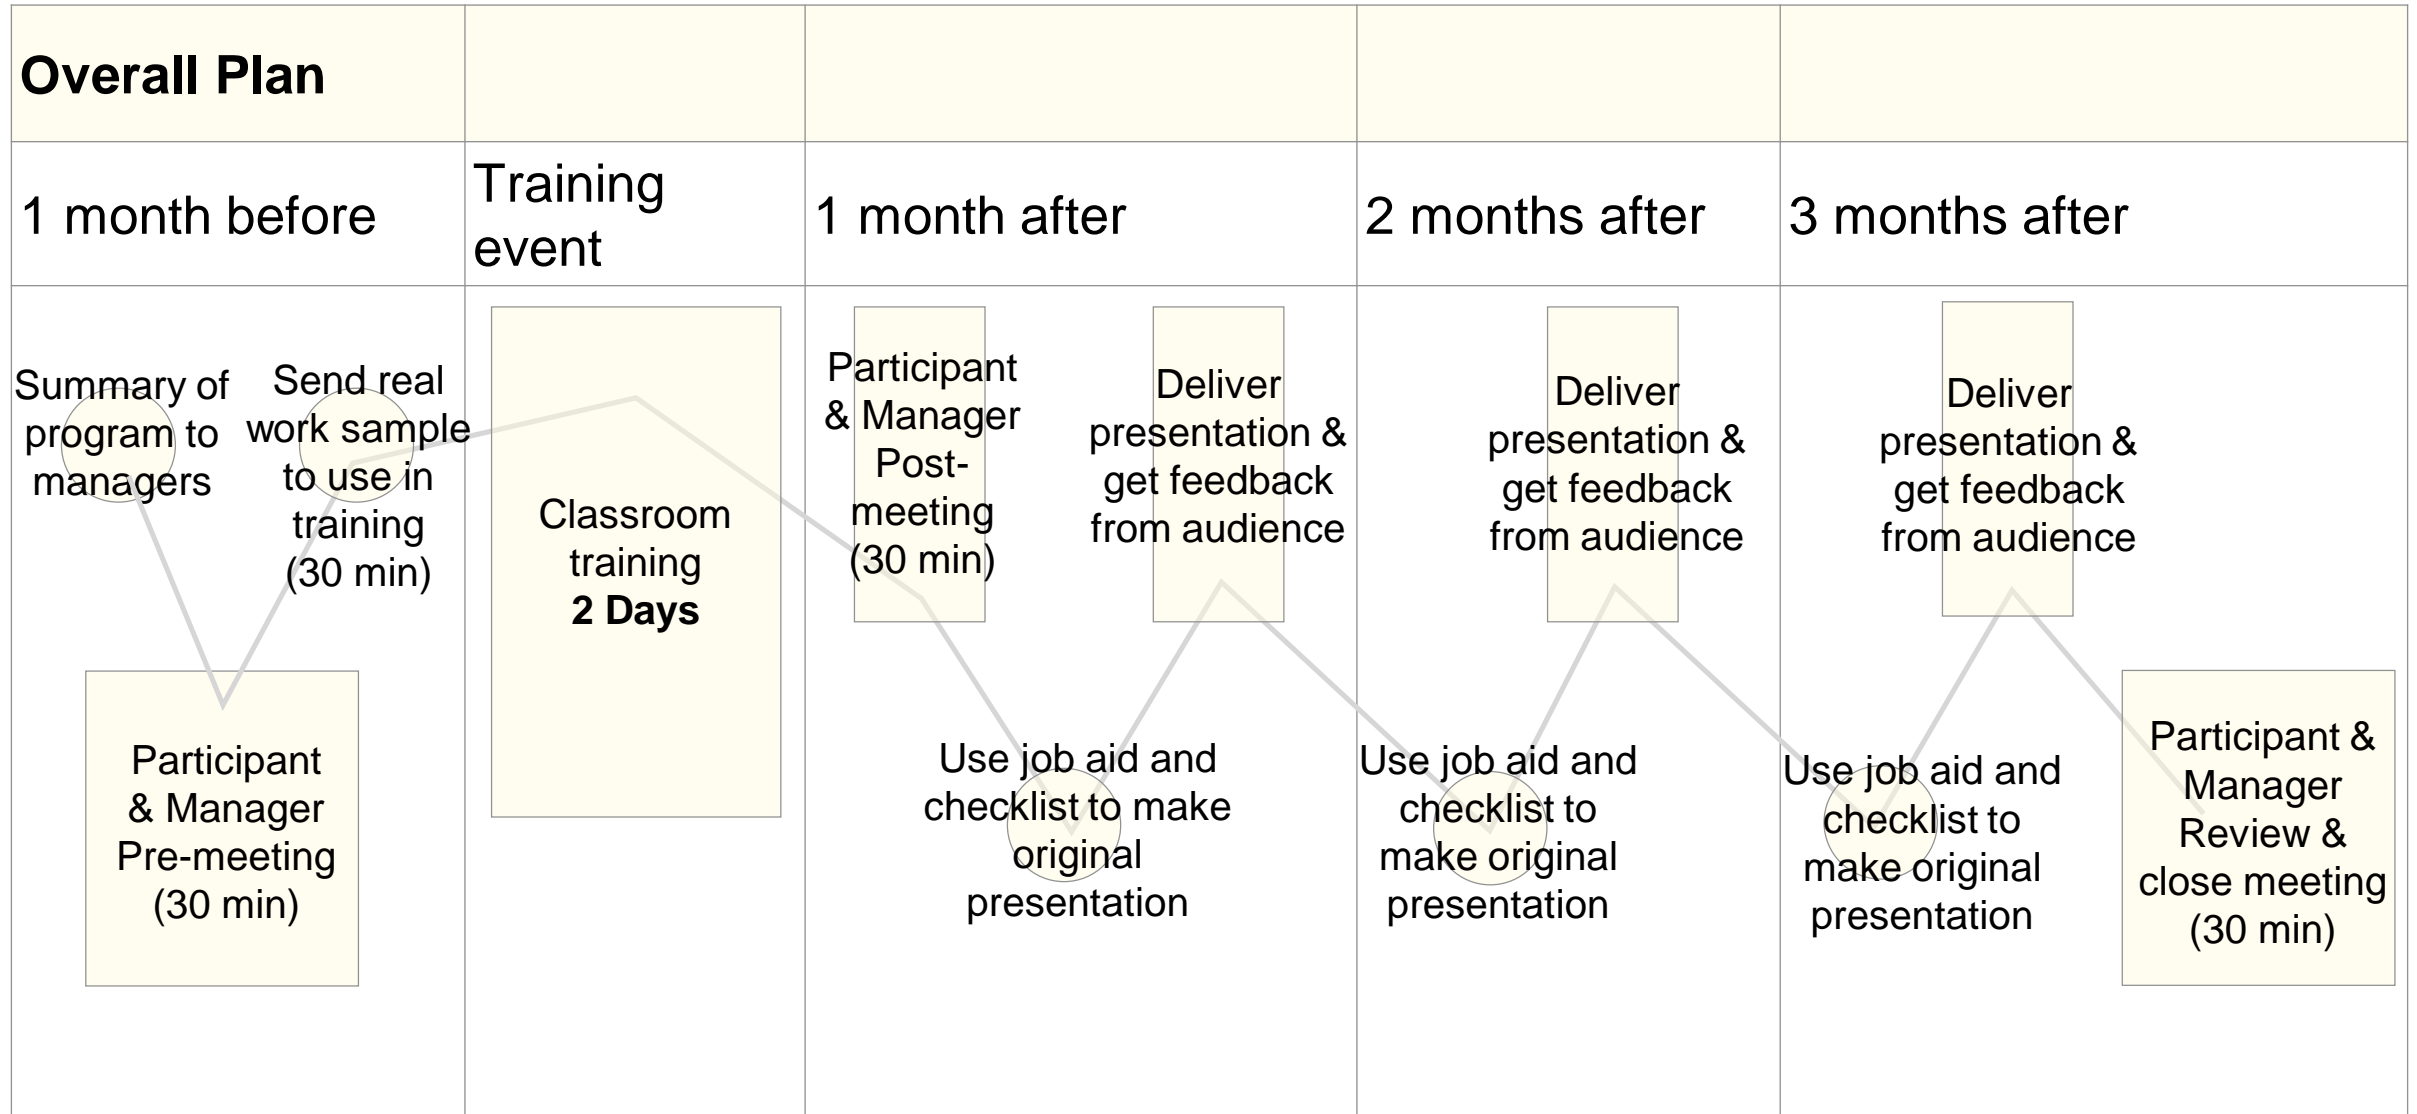 Overall Plan
1 month before
Training
event
1 month after
2 months after
3 months after
Summary of
program to
managers
Participant
& Manager
Pre-meeting
(30 min)
Send real
work sample
to use in
training
(30 min)
Classroom
training
2 Days
Participant
& Manager
Post-
meeting
(30 min)
Use job aid and
checklist to make
original
presentation
Deliver
presentation &
get feedback
from audience
Use job aid and
checklist to
make original
presentation
Deliver
presentation &
get feedback
from audience
Use job aid and
checklist to
make original
presentation
Deliver
presentation &
get feedback
from audience
Participant &
Manager
Review &
close meeting
(30 min)